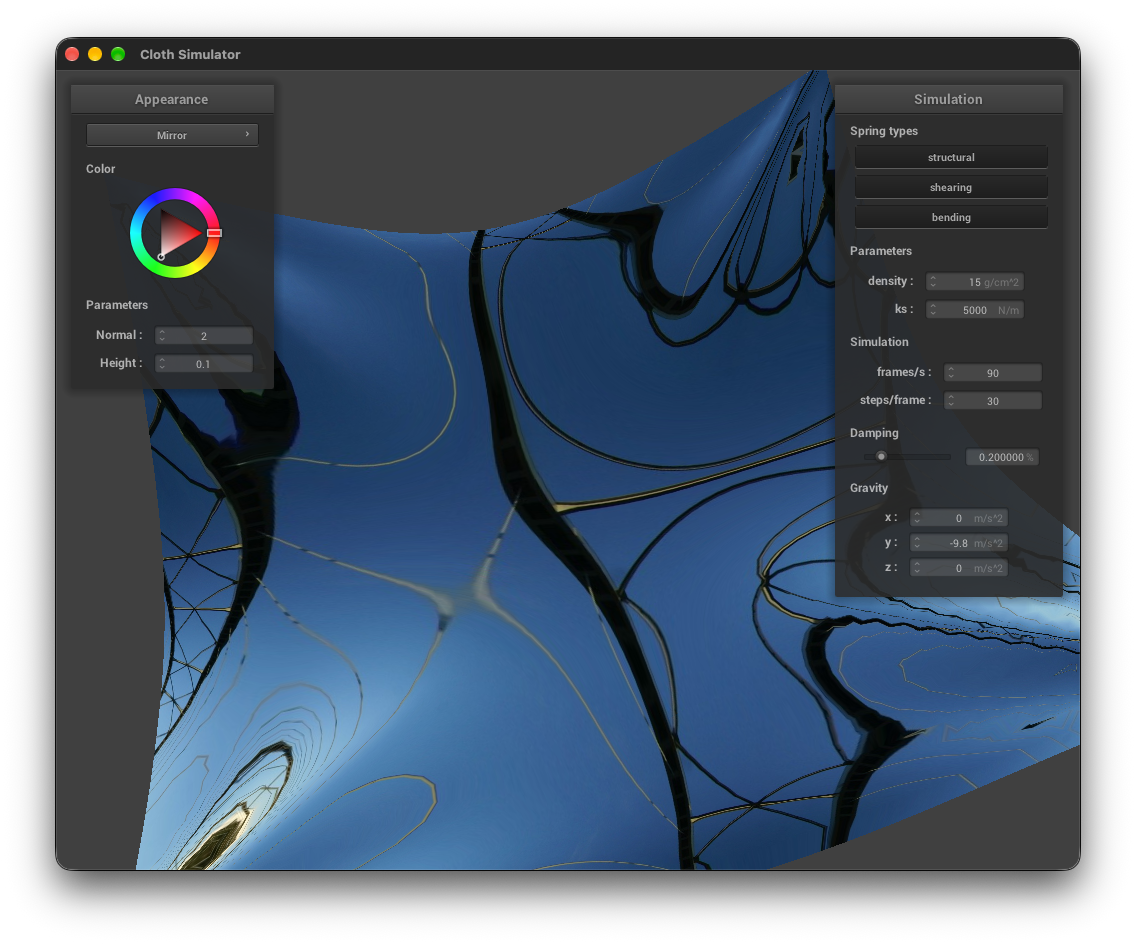 Cloth Simulator
Appearance
Mirror
Color
Parameters
Normal : 2
Height : 0.1
Simulation
Spring types
structural
shearing
bending
Parameters
density : 15 g/cm^2
ks : 5000 N/m
Simulation
frames/s : 90
steps/frame : 30
Damping
0.200000 %
Gravity
x : 0 m/s^2
y : -9.8 m/s^2
z : 0 m/s^2